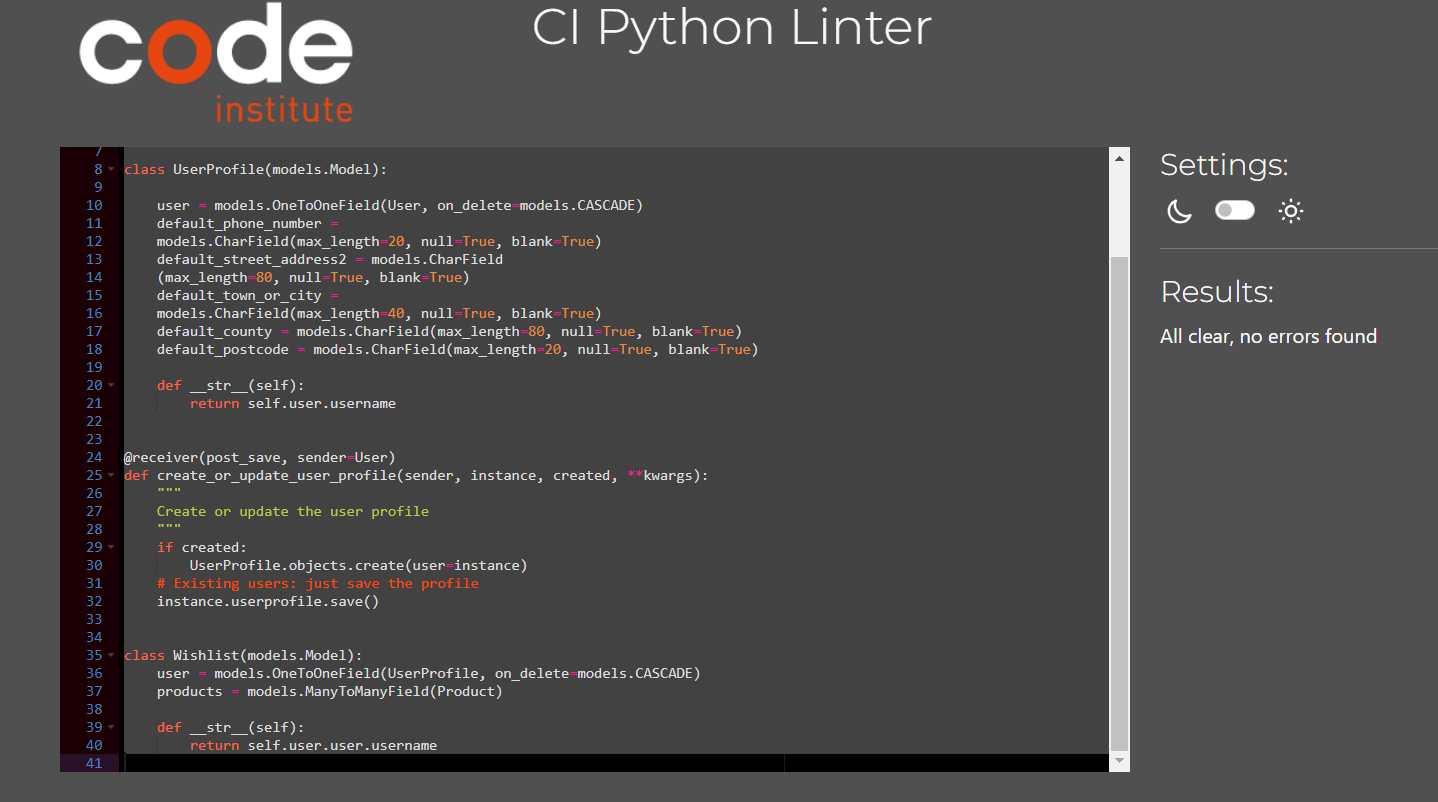 code
institute
CI Python Linter
7
8 class UserProfile(models.Model):
9
10 user = models.OneToOneField(User, on_delete=models.CASCADE)
11 default_phone_number =
12 models.CharField(max_length=20, null=True, blank=True)
13 default_street_address2 = models.CharField
14 (max_length=80, null=True, blank=True)
15 default_town_or_city =
16 models.CharField(max_length=40, null=True, blank=True)
17 default_county = models.CharField(max_length=80, null=True, blank=True)
18 default_postcode = models.CharField(max_length=20, null=True, blank=True)
19
20 def __str__(self):
21 return self.user.username
22
23
24 @receiver(post_save, sender=User)
25 def create_or_update_user_profile(sender, instance, created, **kwargs):
26 """
27 Create or update the user profile
28 """
29 if created:
30 UserProfile.objects.create(user=instance)
31 # Existing users: just save the profile
32 instance.userprofile.save()
33
34
35 class Wishlist(models.Model):
36 user = models.OneToOneField(UserProfile, on_delete=models.CASCADE)
37 products = models.ManyToManyField(Product)
38
39 def __str__(self):
40 return self.user.user.username
41
Settings:
Results:
All clear, no errors found